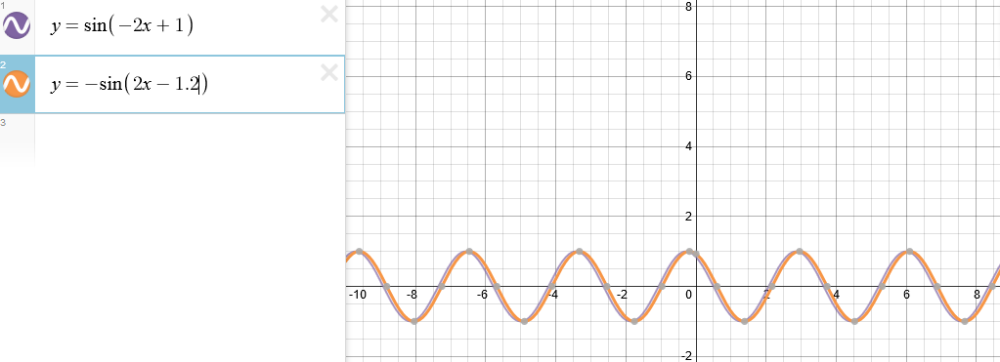 1
y = sin(−2x + 1)
2
y = −sin(2x − 1.2)
3
8
6
4
2
-10 -8 -6 -4 -2 0 2 4 6 8
-2